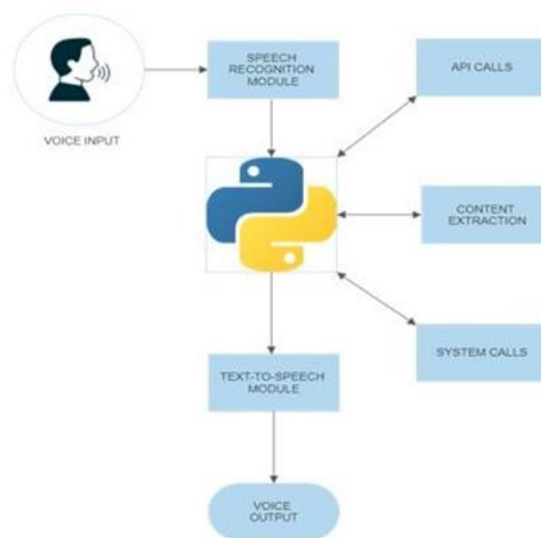 SPEECH
RECOGNITION
MODULE
API CALLS
VOICE INPUT
CONTENT
EXTRACTION
SYSTEM CALLS
TEXT-TO-SPEECH
MODULE
VOICE
OUTPUT